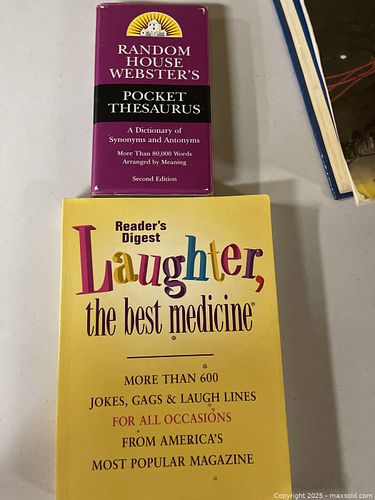 RANDOM
HOUSE
WEBSTER'S
POCKET
THESAURUS
A Dictionary of
Synonyms and Antonyms
More Than 80,000 Words
Arranged by Meaning
Second Edition
Reader's
Digest
Laughter,
the best medicine®
MORE THAN 600
JOKES, GAGS & LAUGH LINES
FOR ALL OCCASIONS
FROM AMERICA'S
MOST POPULAR MAGAZINE
Copyright 2025 - maxsold.com